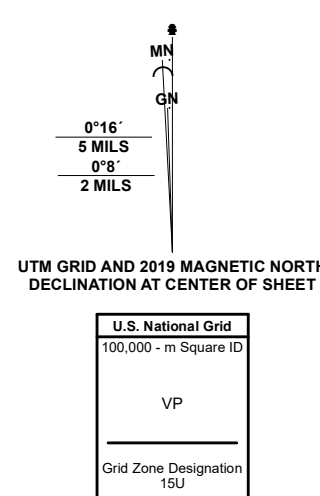 MN
GN
0°16´
5 MILS
0°8´
2 MILS
UTM GRID AND 2019 MAGNETIC NORTH
DECLINATION AT CENTER OF SHEET
U.S. National Grid
100,000 - m Square ID
VP
Grid Zone Designation
15U